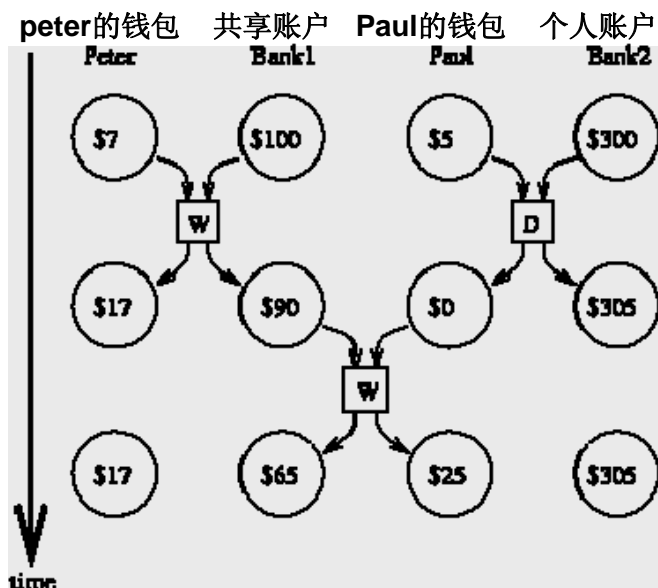 peter的钱包 共享账户 Paul的钱包 个人账户
Peter Bank1 Paul Bank2
$7 $100 $5 $300
W D
$17 $90 $0 $305
W
$17 $65 $25 $305
time